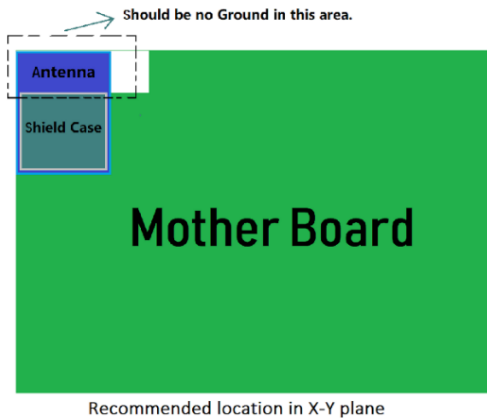 Should be no Ground in this area.
Antenna
Shield Case
Mother Board
Recommended location in X-Y plane